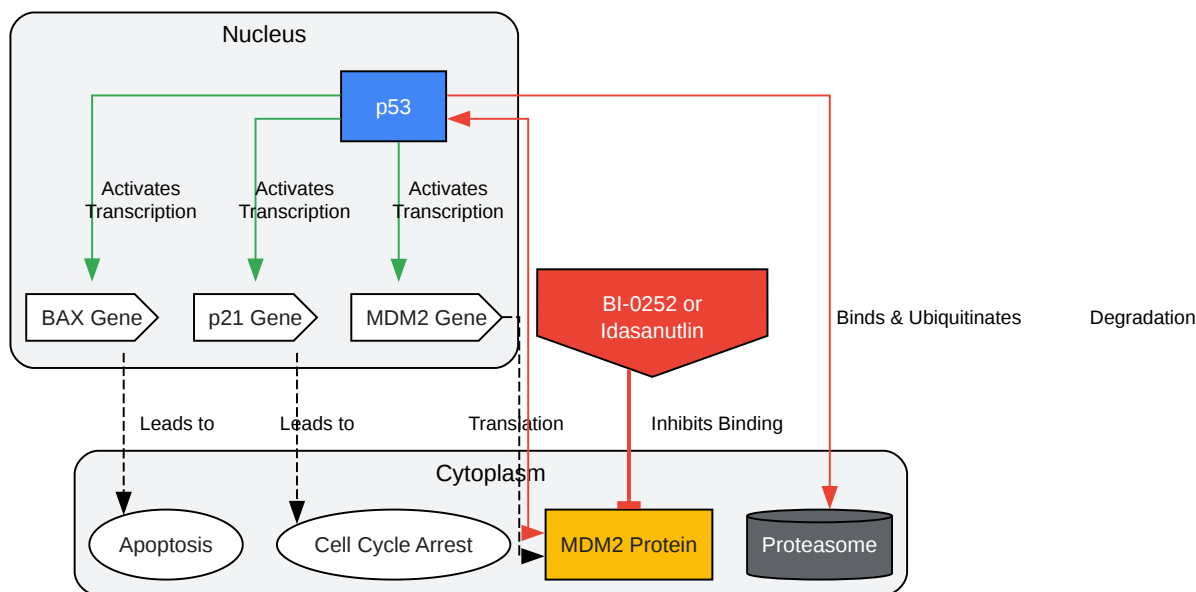 Nucleus
p53
Activates
Transcription
Activates
Transcription
Activates
Transcription
BAX Gene
p21 Gene
MDM2 Gene
BI-0252 or
Idasanutlin
Binds & Ubiquitinates
Degradation
Leads to
Leads to
Translation
Inhibits Binding
Cytoplasm
Apoptosis
Cell Cycle Arrest
MDM2 Protein
Proteasome